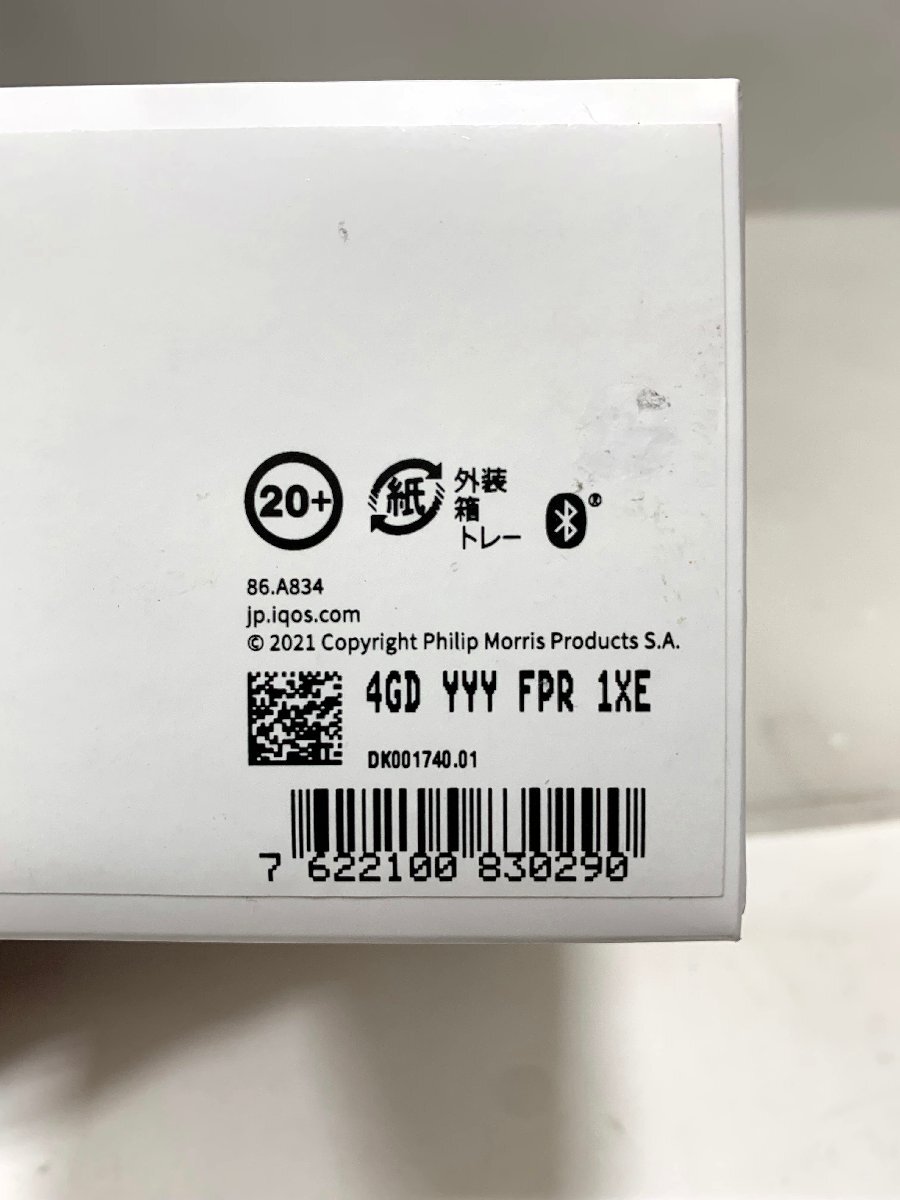 20+
紙
外装
箱
トレー
®
86.A834
jp.iqos.com
© 2021 Copyright Philip Morris Products S.A.
4GD YYY FPR 1XE
DK001740.01
7 622100 830290